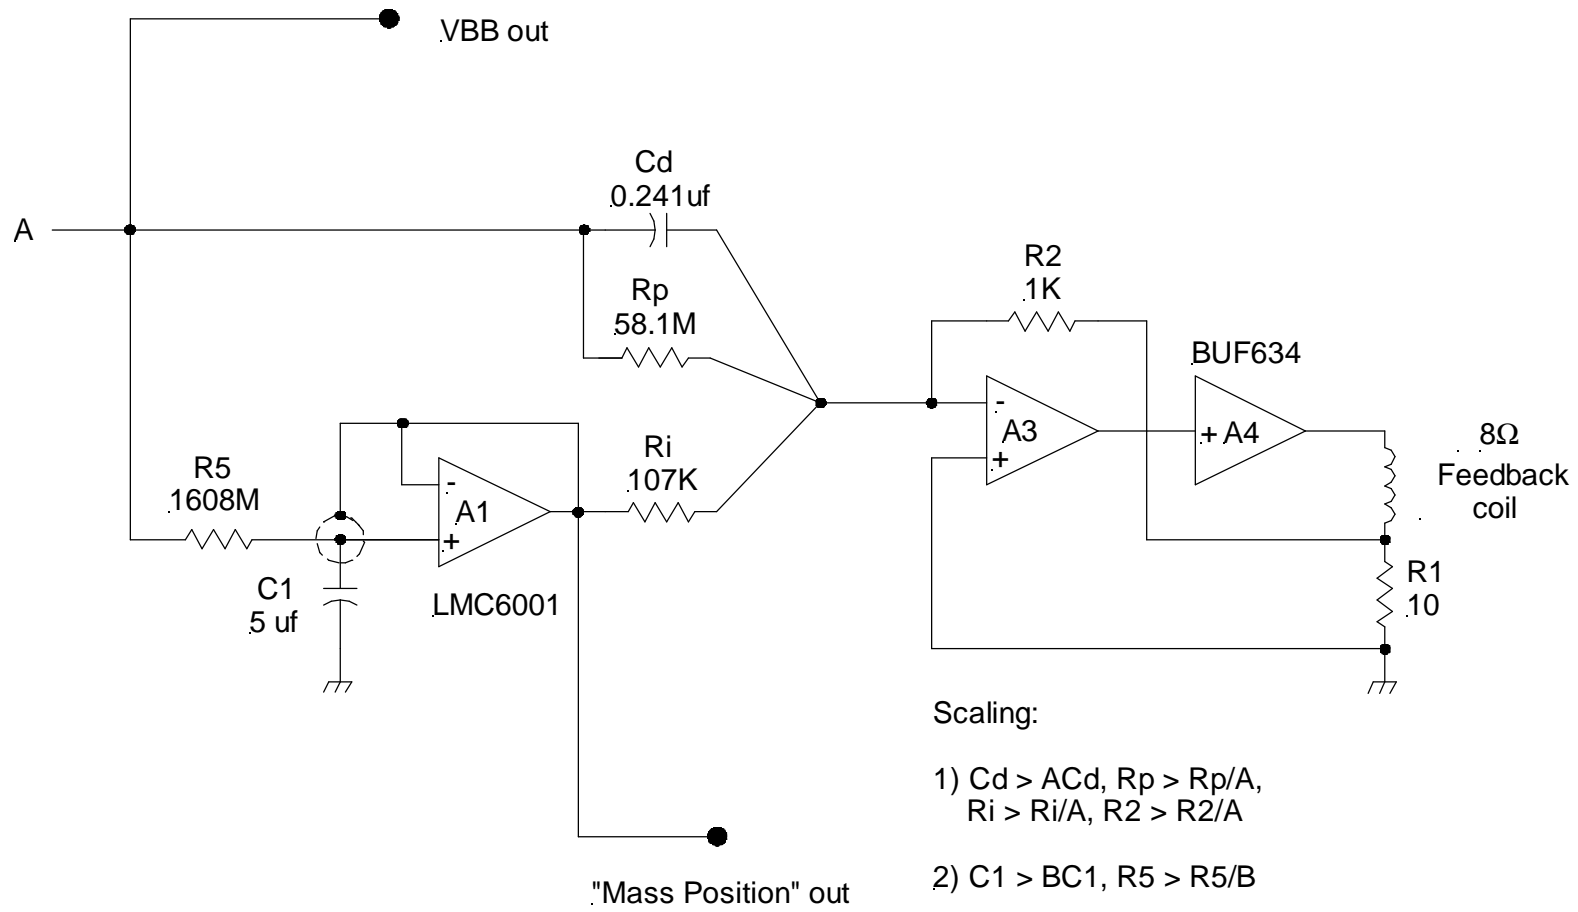 VBB out
A
Cd
0.241uf
Rp
58.1M
R2
1K
BUF634
-
A3
+
+ A4
8Ω
Feedback
coil
R5
1608M
Ri
107K
-
A1
+
C1
5 uf
LMC6001
R1
10
Scaling:
1) Cd > ACd, Rp > Rp/A,
Ri > Ri/A, R2 > R2/A
2) C1 > BC1, R5 > R5/B
"Mass Position" out